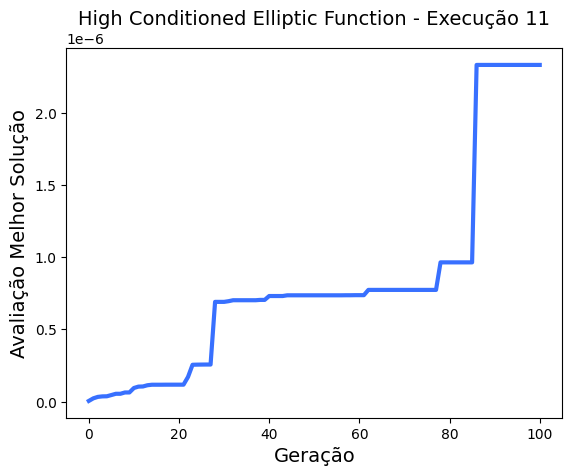 High Conditioned Elliptic Function - Execução 11
1e−6
2.0
1.5
1.0
0.5
0.0
Avaliação Melhor Solução
0 20 40 60 80 100
Geração